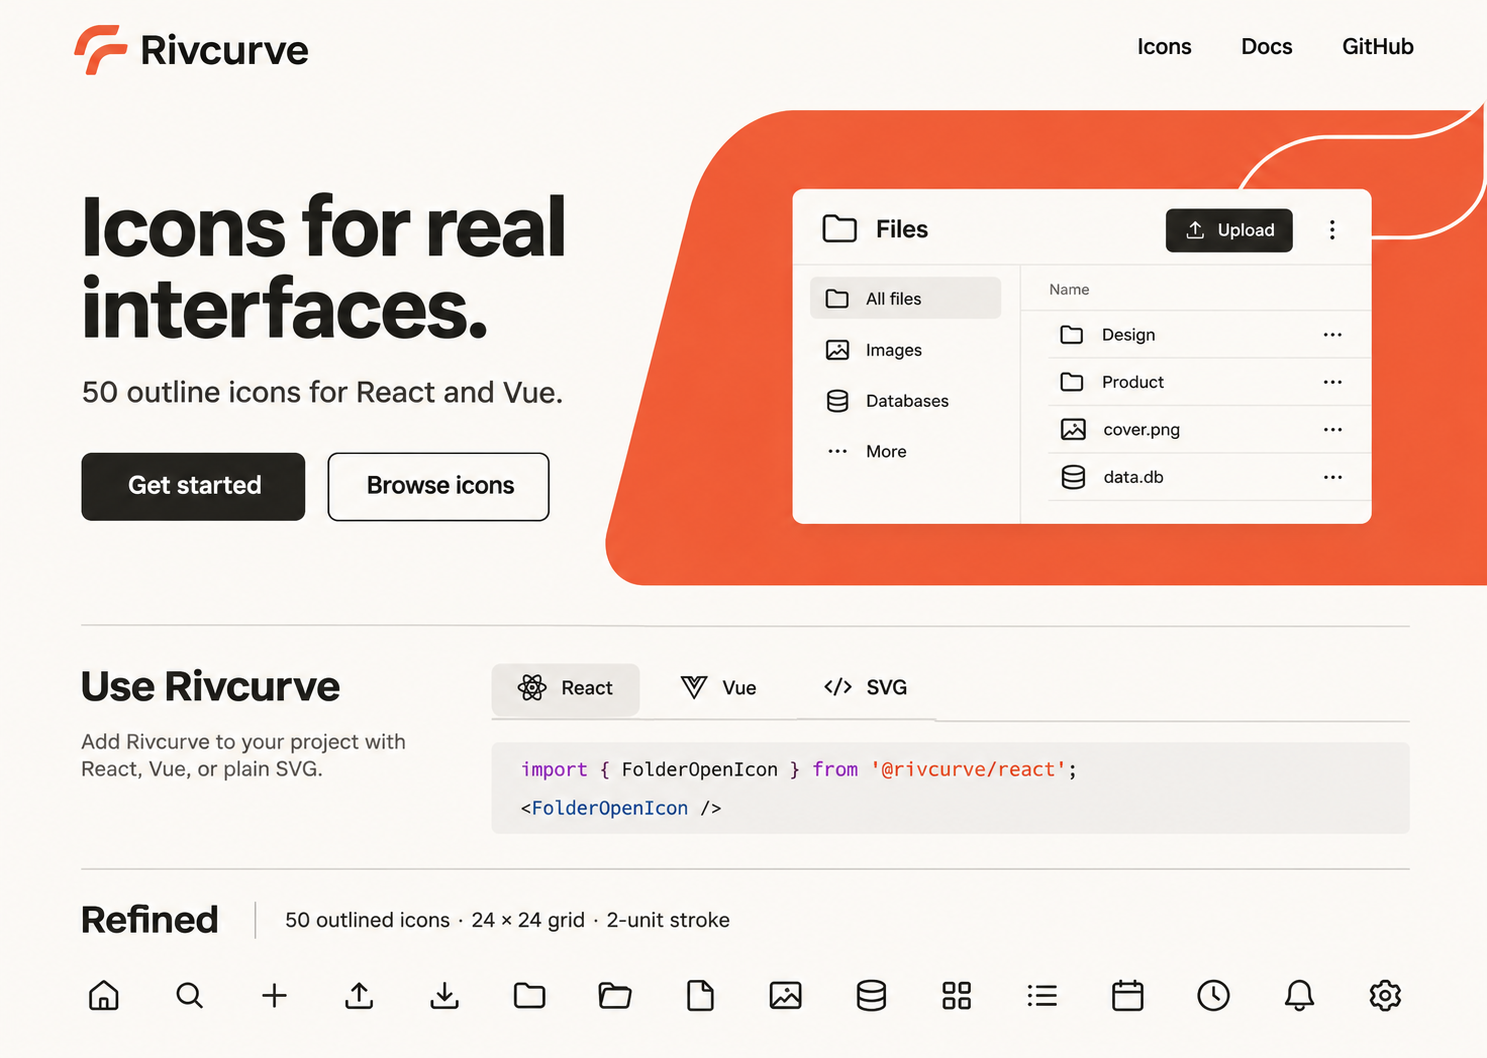 Rivcurve
Icons
Docs
GitHub
Icons for real
interfaces.
50 outline icons for React and Vue.
Get started
Browse icons
Files
Upload
All files
Images
Databases
More
Name
Design
Product
cover.png
data.db
Use Rivcurve
Add Rivcurve to your project with
React, Vue, or plain SVG.
React
Vue
SVG
import { FolderOpenIcon } from '@rivcurve/react';
<FolderOpenIcon />
Refined
50 outlined icons · 24 × 24 grid · 2-unit stroke